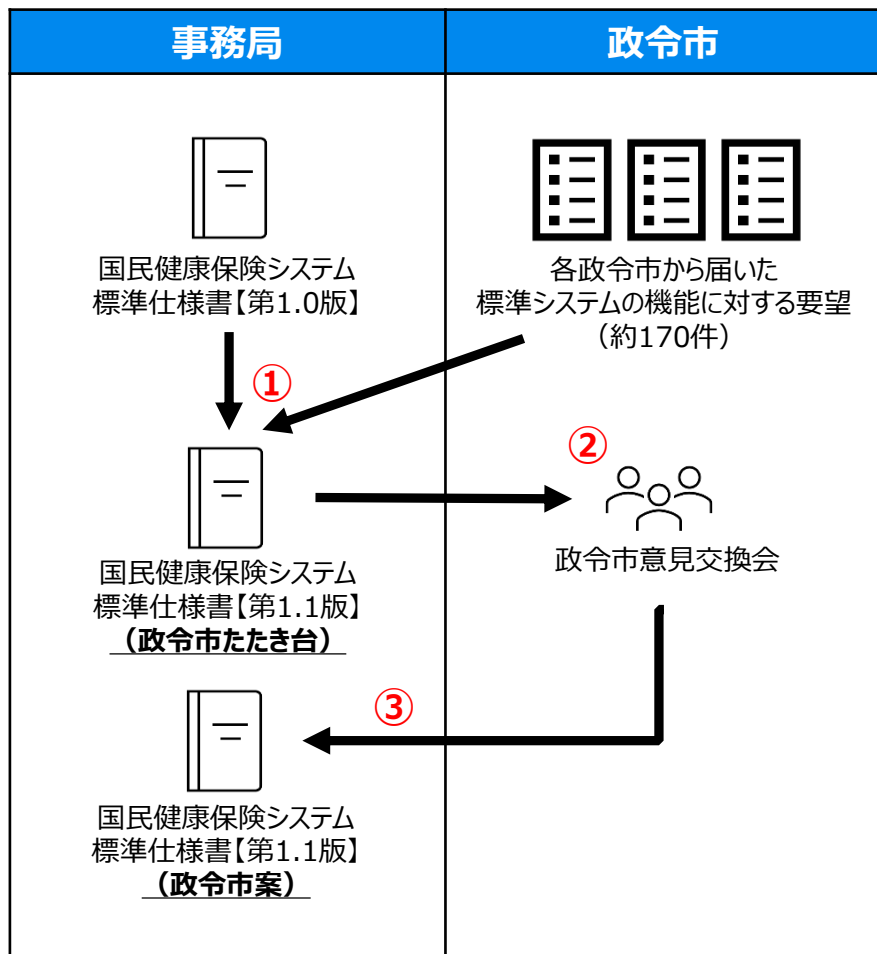 事務局
政令市
国民健康保険システム
標準仕様書【第1.0版】
各政令市から届いた
標準システムの機能に対する要望
（約170件）
①
②
国民健康保険システム
標準仕様書【第1.1版】
（政令市たたき台）
政令市意見交換会
③
国民健康保険システム
標準仕様書【第1.1版】
（政令市案）